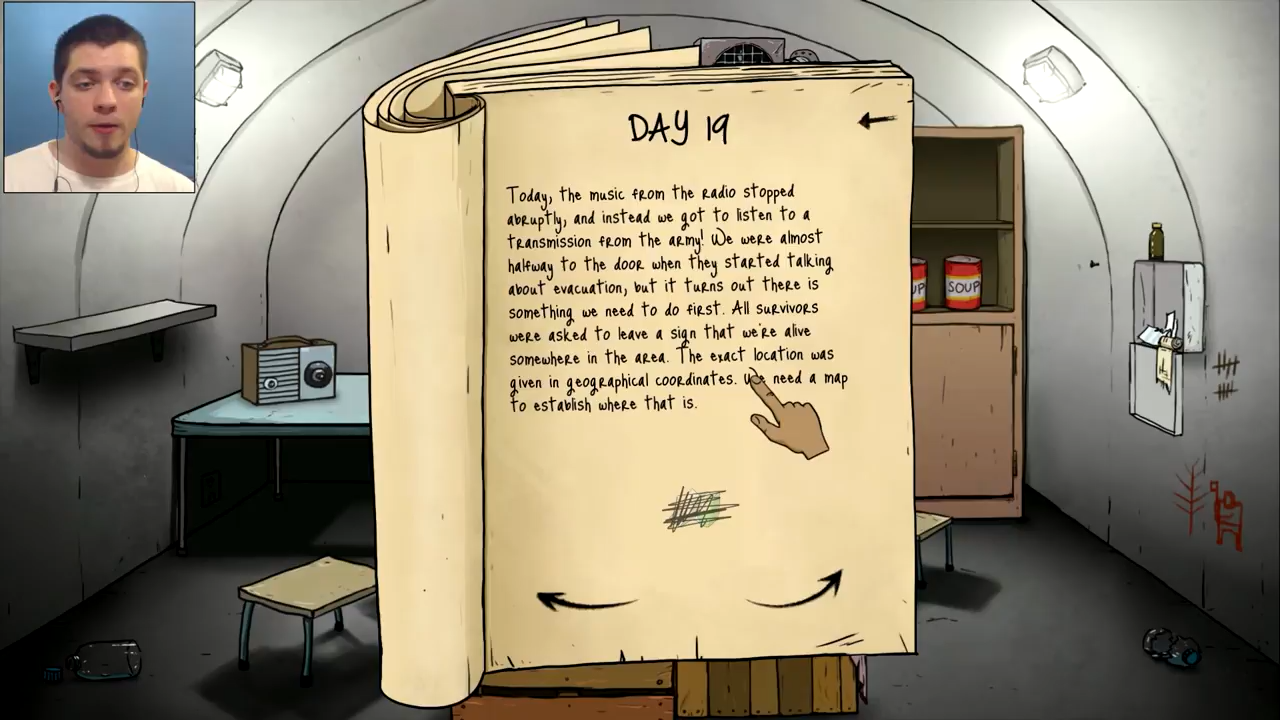 DAY 19
Today, the music from the radio stopped
abruptly, and instead we got to listen to a
transmission from the army! We were almost
halfway to the door when they started talking
about evacuation, but it turns out there is
something we need to do first. All survivors
were asked to leave a sign that we're alive
somewhere in the area. The exact location was
given in geographical coordinates. We need a map
to establish where that is.
UP
SOUP